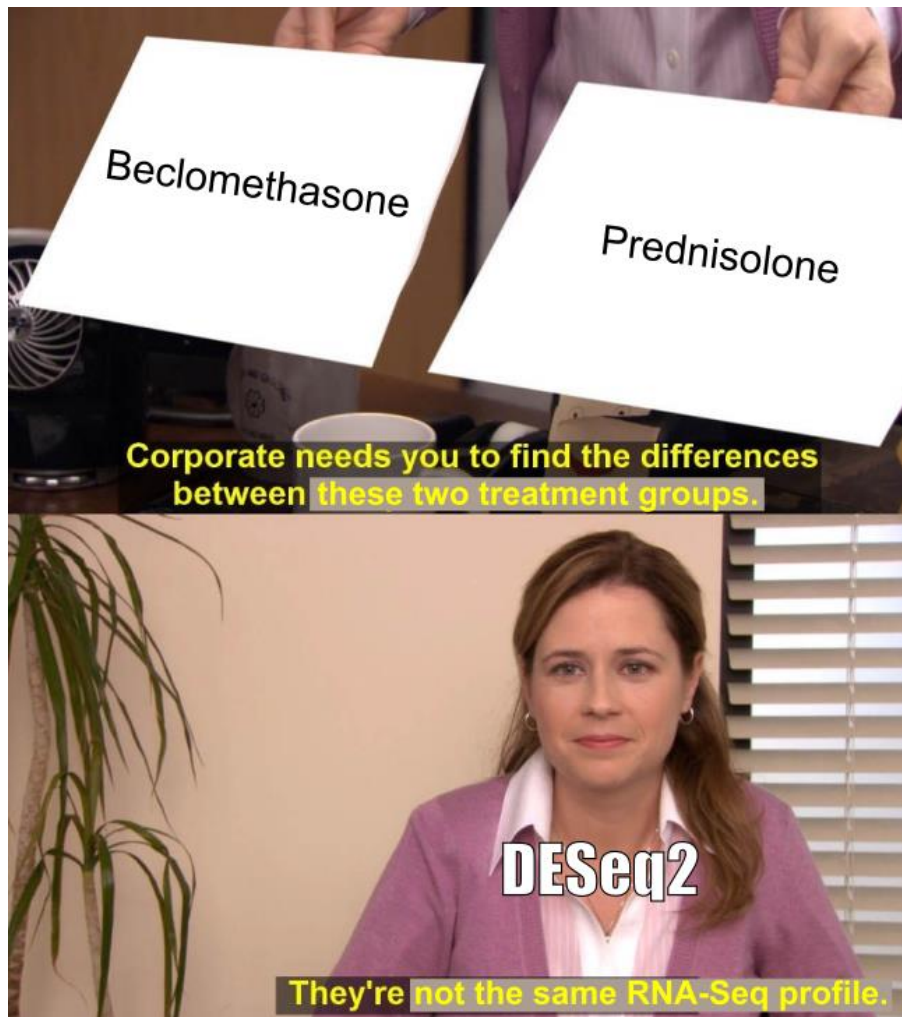 Beclomethasone
Prednisolone
Corporate needs you to find the differences
between these two treatment groups.
DESeq2
They're not the same RNA-Seq profile.